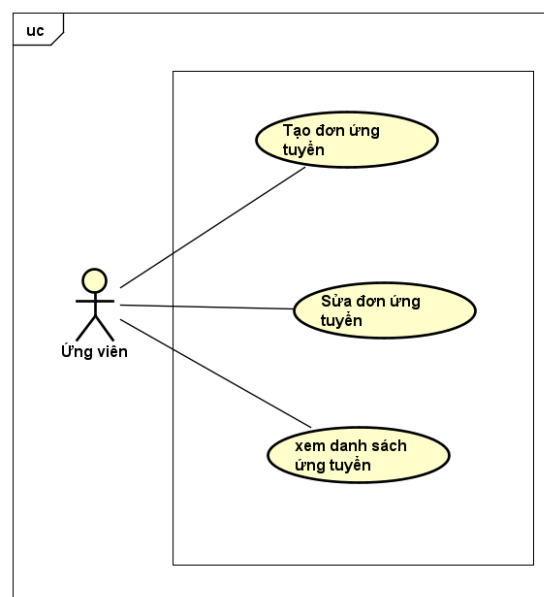 uc
Tạo đơn ứng
tuyển
Sửa đơn ứng
tuyển
Ứng viên
xem danh sách
ứng tuyển